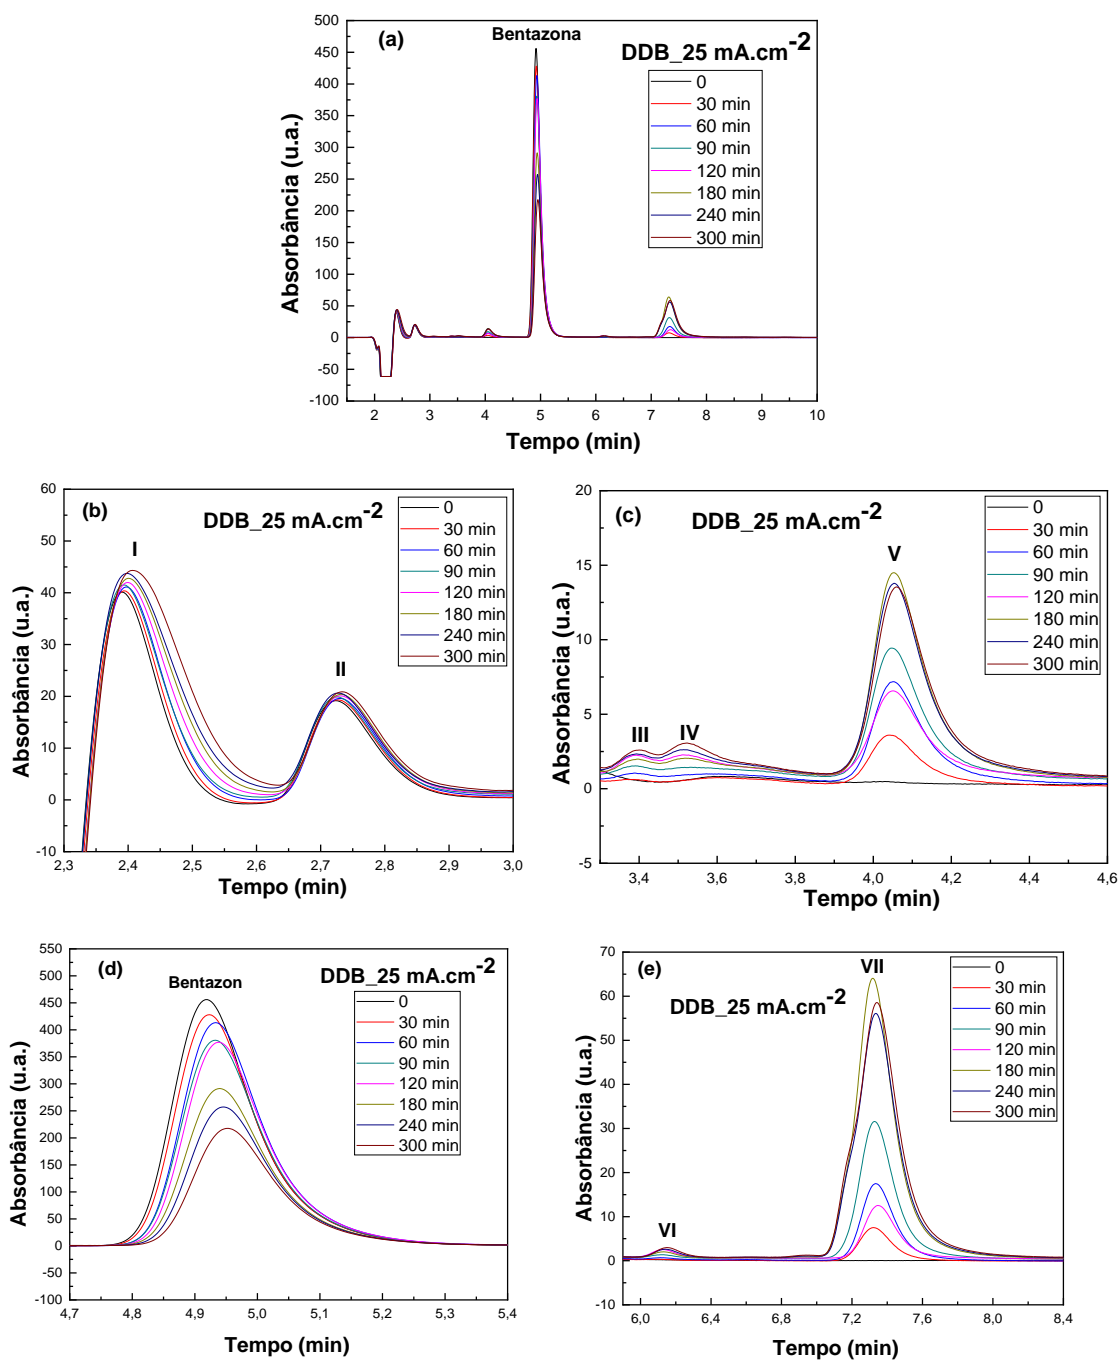 (a)
Bentazona
DDB_25 mA.cm-2
0
30 min
60 min
90 min
120 min
180 min
240 min
300 min
Absorbância (u.a.)
500
450
400
350
300
250
200
150
100
50
0
-50
-100
2 3 4 5 6 7 8 9 10
Tempo (min)
(b)
DDB_25 mA.cm-2
I
II
0
30 min
60 min
90 min
120 min
180 min
240 min
300 min
Absorbância (u.a.)
60
50
40
30
20
10
0
-10
2,3 2,4 2,5 2,6 2,7 2,8 2,9 3,0
Tempo (min)
(c)
DDB_25 mA.cm-2
III
IV
V
0
30 min
60 min
90 min
120 min
180 min
240 min
300 min
Absorbância (u.a.)
20
15
10
5
0
-5
3,4 3,6 3,8 4,0 4,2 4,4 4,6
Tempo (min)
(d)
Bentazon
DDB_25 mA.cm-2
0
30 min
60 min
90 min
120 min
180 min
240 min
300 min
Absorbância (u.a.)
550
500
450
400
350
300
250
200
150
100
50
0
-50
-100
4,7 4,8 4,9 5,0 5,1 5,2 5,3 5,4
Tempo (min)
(e)
VII
DDB_25 mA.cm-2
VI
0
30 min
60 min
90 min
120 min
180 min
240 min
300 min
Absorbância (u.a.)
70
60
50
40
30
20
10
0
-10
6,0 6,4 6,8 7,2 7,6 8,0 8,4
Tempo (min)